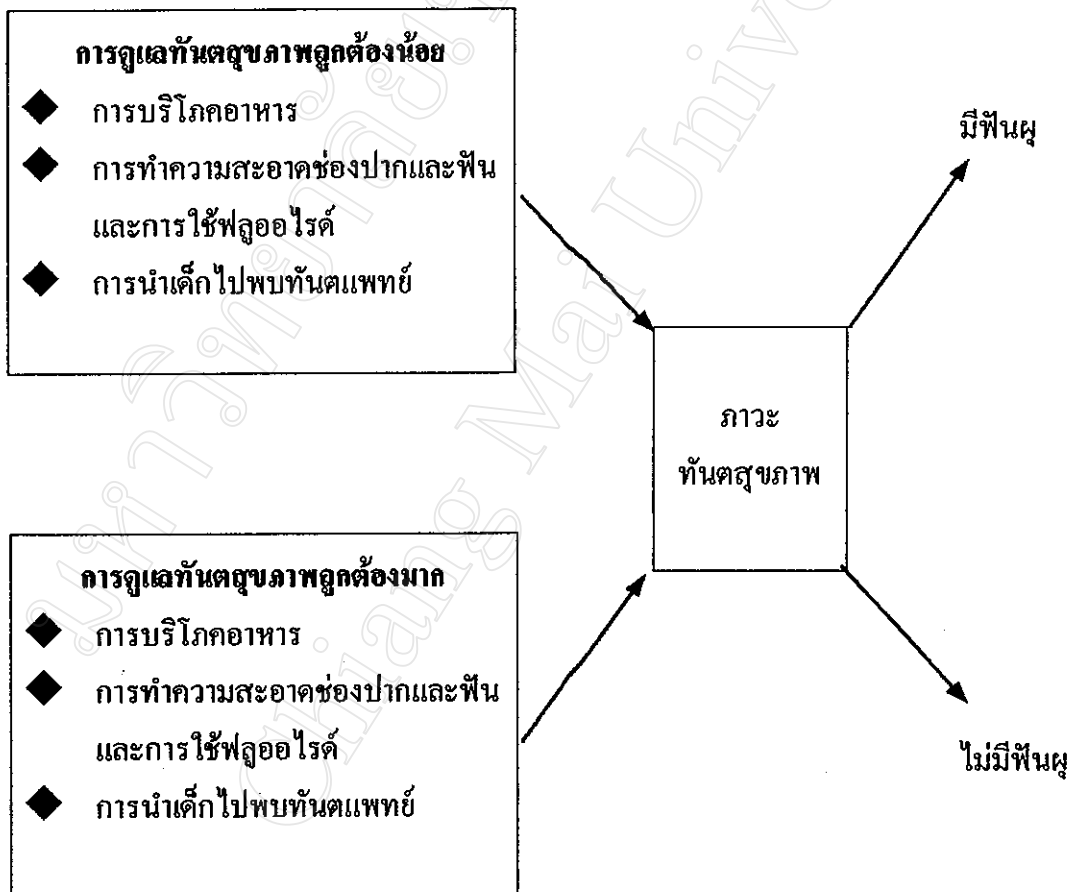 การดูแลทันตสุขภาพถูกต้องน้อย
◆ การบริโภคอาหาร
◆ การทำความสะอาดช่องปากและฟัน
และการใช้ฟลูออไรด์
◆ การนำเด็กไปพบทันตแพทย์
มีฟันผุ
ภาวะ
ทันตสุขภาพ
การดูแลทันตสุขภาพถูกต้องมาก
◆ การบริโภคอาหาร
◆ การทำความสะอาดช่องปากและฟัน
และการใช้ฟลูออไรด์
◆ การนำเด็กไปพบทันตแพทย์
ไม่มีฟันผุ
Chiang Mai Univ